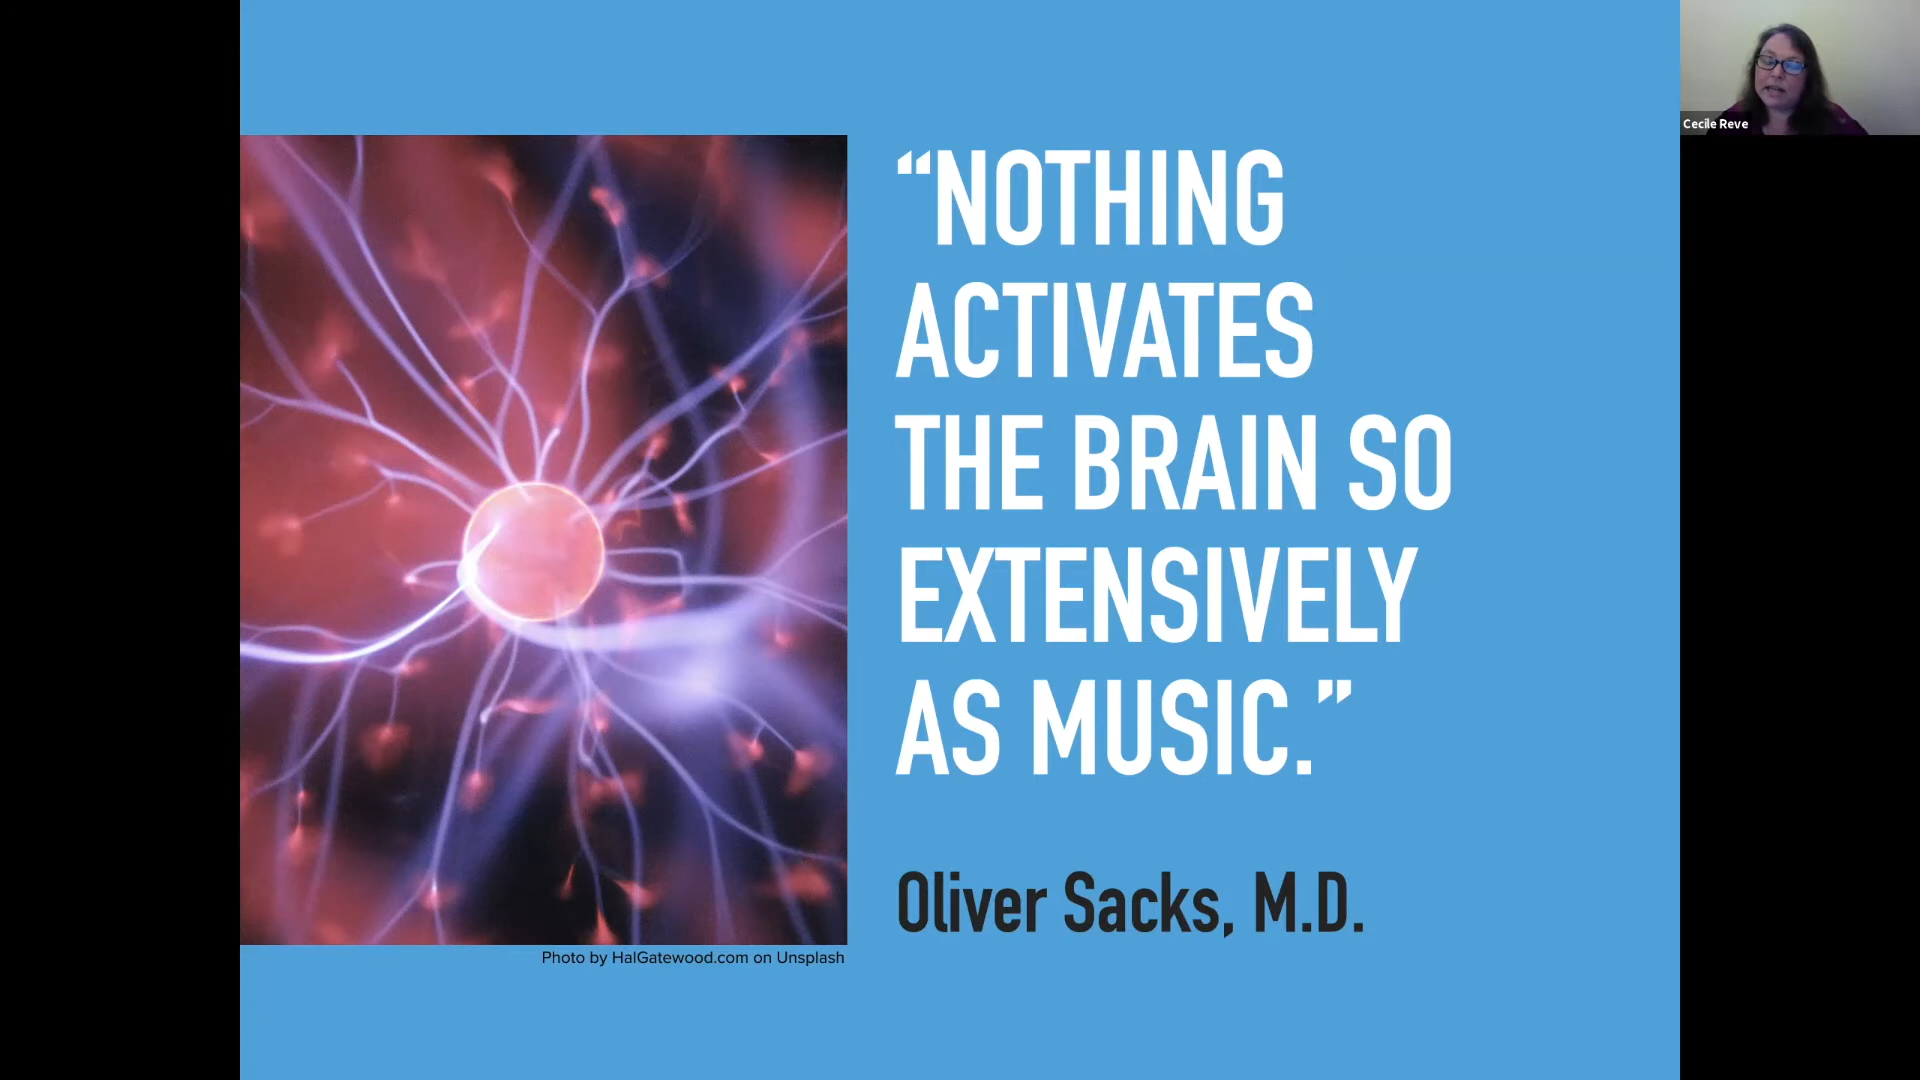 “NOTHING
ACTIVATES
THE BRAIN SO
EXTENSIVELY
AS MUSIC.”
Oliver Sacks, M.D.
Photo by HalGatewood.com on Unsplash
Cecile Reve